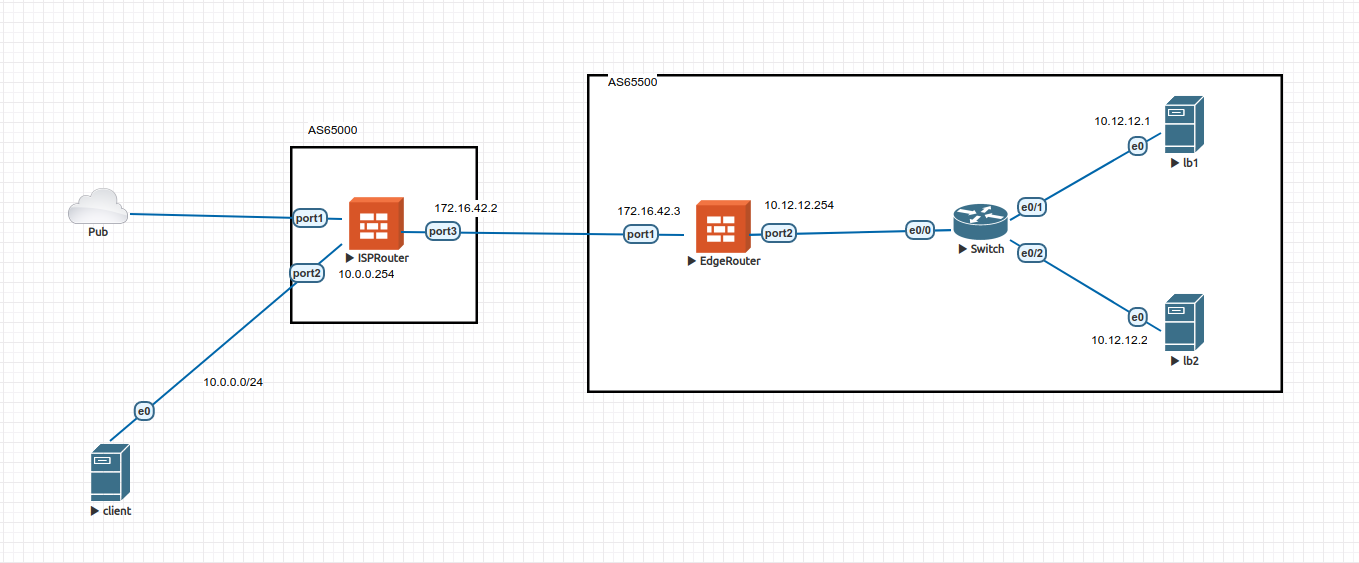 AS65500
10.12.12.1
e0
lb1
AS65000
port1
172.16.42.2
port3
ISPRouter
port2
10.0.0.254
Pub
172.16.42.3
port1
10.12.12.254
port2
EdgeRouter
e0/0
e0/1
Switch
e0/2
e0
10.12.12.2
lb2
10.0.0.0/24
e0
client